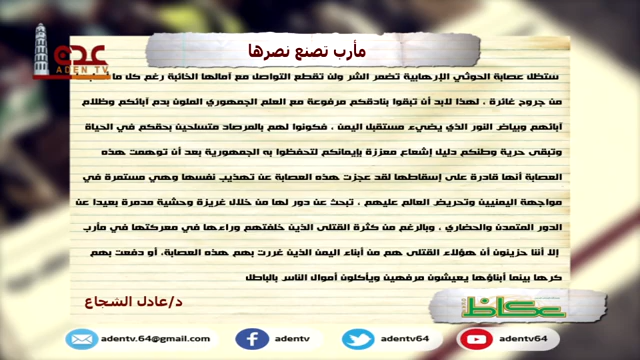 عدن
ADEN TV
مأرب تصنع نصرها
ستظل عصابة الحوثي الإرهابية تضمر الشر ولن تقطع التواصل مع آمالها الخائبة رغم كل ما
من جروح غائرة ، لهذا لابد أن تبقوا بنادقكم مرفوعة مع العلم الجمهوري الملون بدم آبائكم وظلام
آبائهم وبياض النور الذي يضيء مستقبل اليمن ، فكونوا لهم بالمرصاد متسلحين بحقكم في الحياة
وتبقى حرية وطنكم دليل إشعاع معززة بإيمانكم لتحفظوا به الجمهورية بعد أن توهمت هذه
العصابة أنها قادرة على إسقاطها لقد عجزت هذه العصابة عن تهذيب نفسها وهي مستمرة في
مواجهة اليمنيين وتحريض العالم عليهم ، تبحث عن دور لها من خلال غريزة وحشية مدمرة بعيدا عن
الدور المتمدن والحضاري ، وبالرغم من كثرة القتلى الذين خلفتهم وراءها في معركتها في مأرب
إلا أننا حزينون أن هؤلاء القتلى هم من أبناء اليمن الذين غررت بهم هذه العصابة، أو دفعت بهم
كرها بينما أبناؤها يعيشون مرفهين ويأكلون أموال الناس بالباطل
د/عادل الشجاع
عكاظ
adentv.64@gmail.com
adentv
adentv64
adentv64